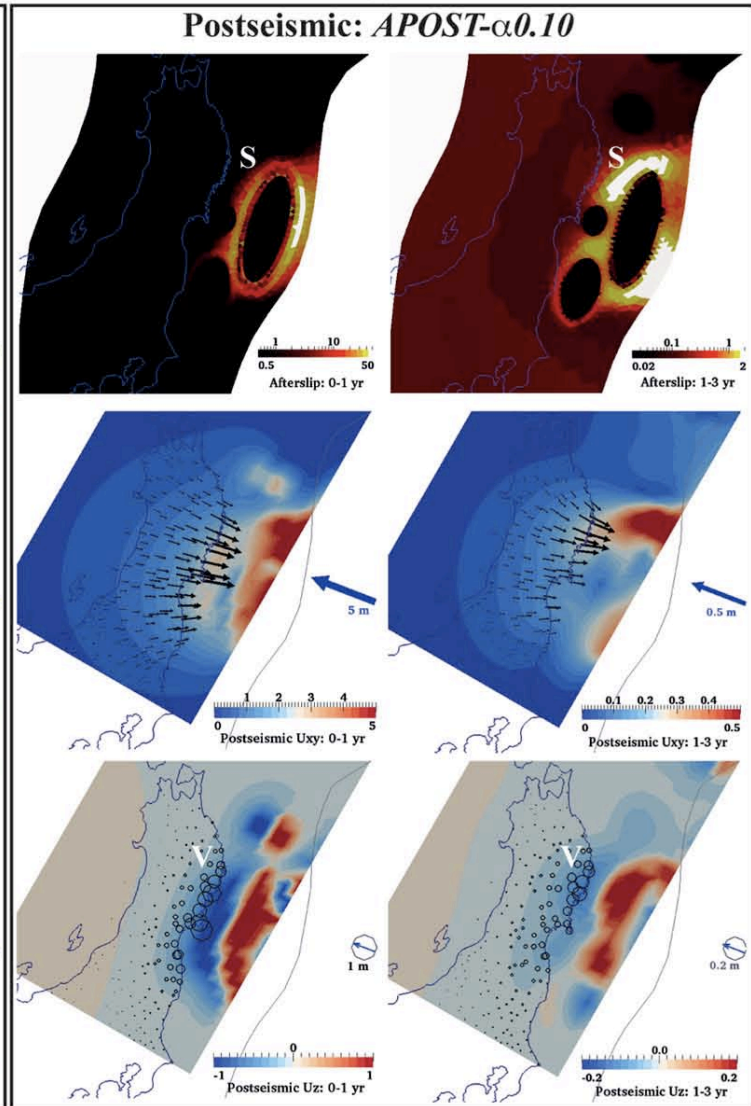 Postseismic: APOST-α0.10
S
S
1 10
0.5 50
Afterslip: 0-1 yr
0.1 1
0.02 2
Afterslip: 1-3 yr
5 m
0.5 m
1 2 3 4
0 5
Postseismic Uxy: 0-1 yr
0.1 0.2 0.3 0.4
0 0.5
Postseismic Uxy: 1-3 yr
V
V
1 m
0.2 m
0
-1 1
Postseismic Uz: 0-1 yr
0.0
-0.2 0.2
Postseismic Uz: 1-3 yr